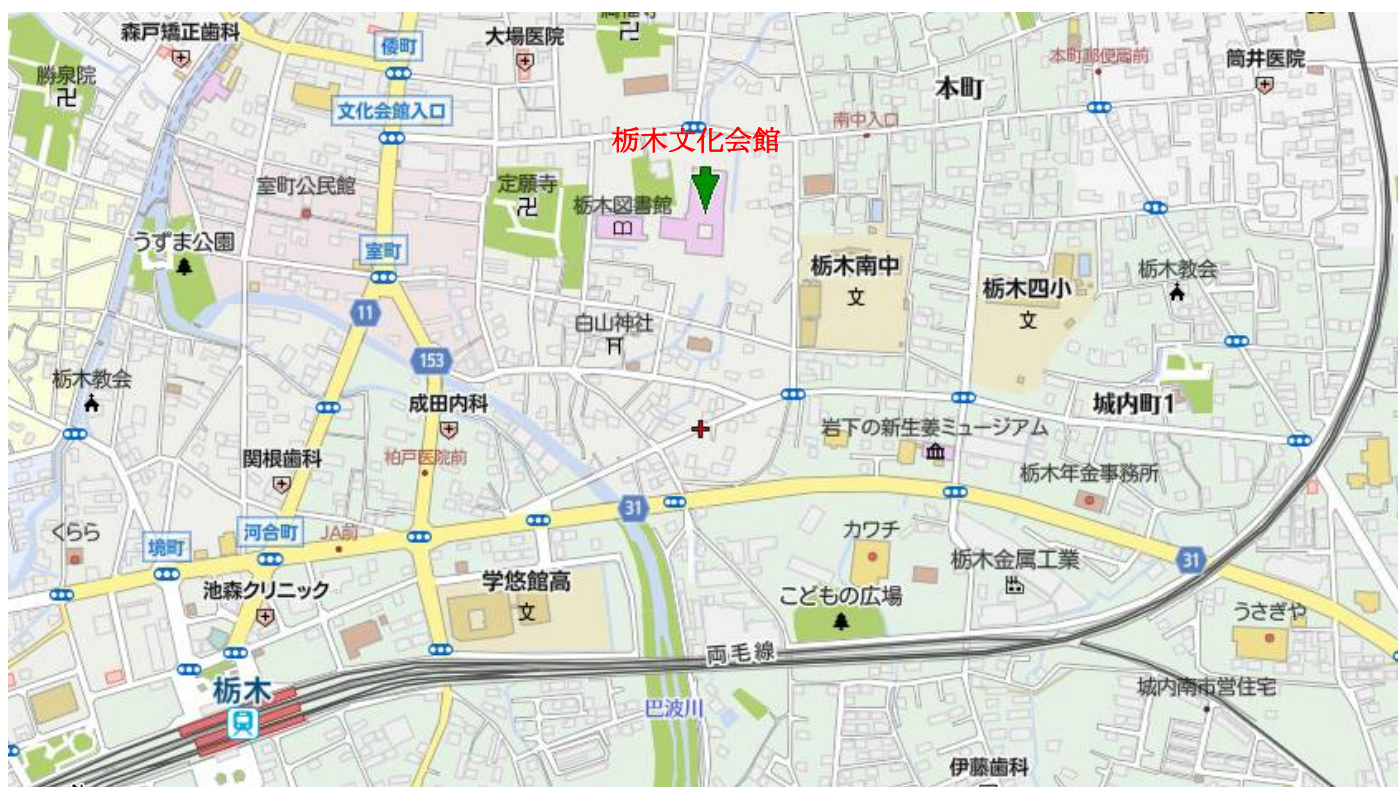 森戸矯正歯科
倭町
大場医院
満福寺
本町郵便局前
筒井医院
勝泉院
本町
文化会館入口
南中入口
栃木文化会館
室町公民館
定願寺
栃木図書館
うずま公園
室町
栃木南中
文
栃木四小
文
栃木教会
11
白山神社
153
栃木教会
成田内科
城内町1
岩下の新生姜ミュージアム
関根歯科
柏戸医院前
栃木年金事務所
31
くらら
境町
河合町
JA前
カワチ
栃木金属工業
31
池森クリニック
学悠館高
文
こどもの広場
うさぎや
両毛線
栃木
城内南市営住宅
巴波川
伊藤歯科